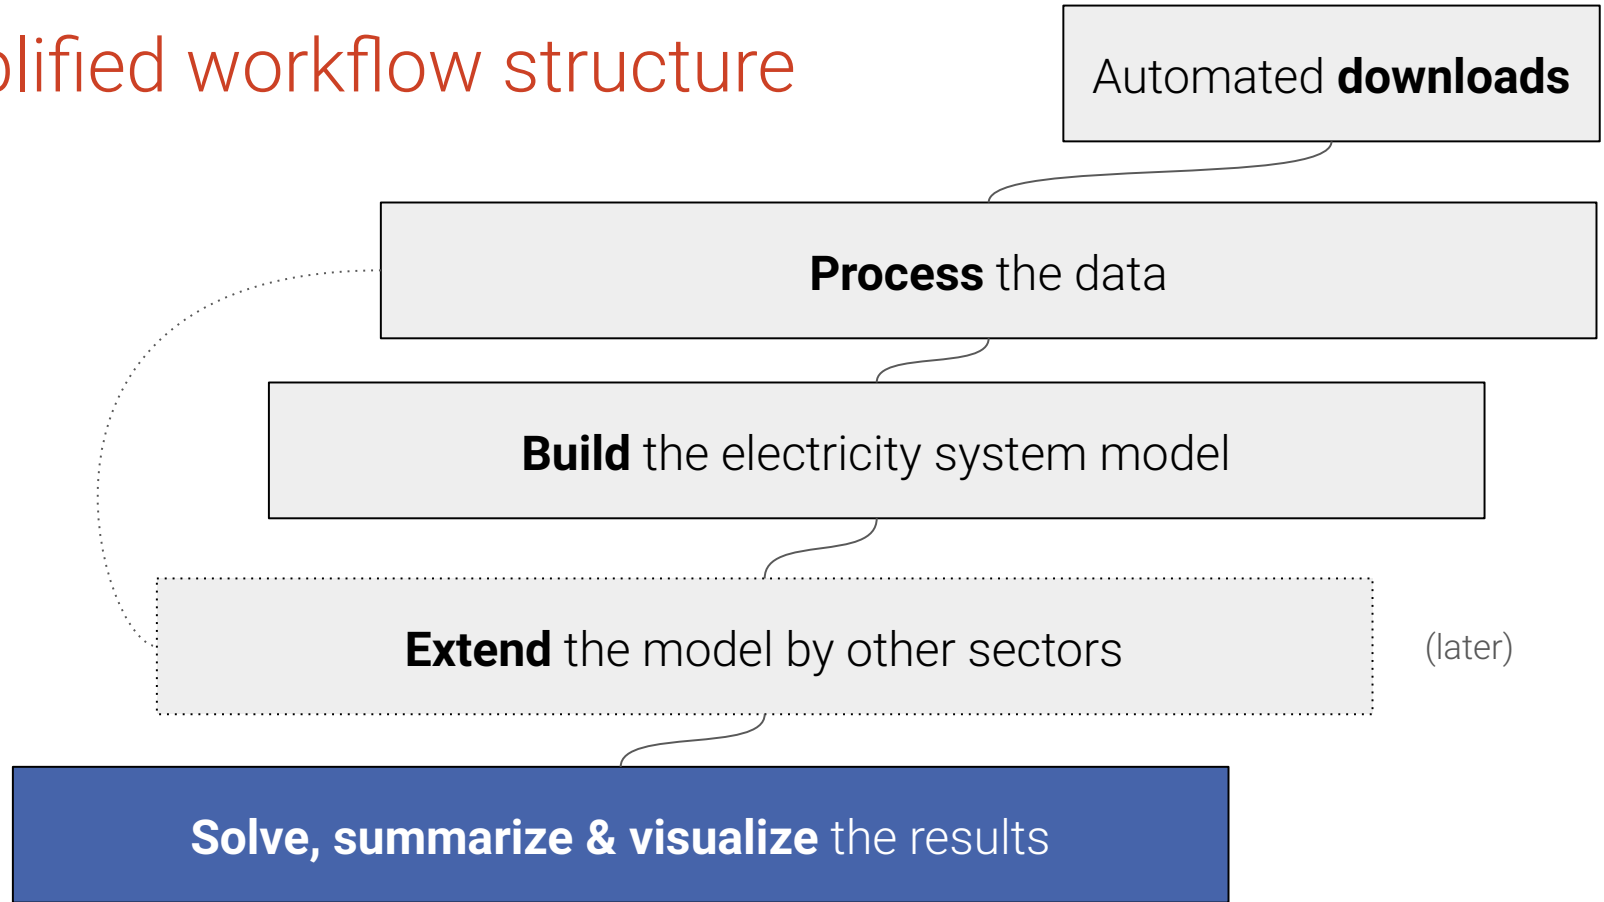 plified workflow structure
Automated downloads
Process the data
Build the electricity system model
Extend the model by other sectors
(later)
Solve, summarize & visualize the results